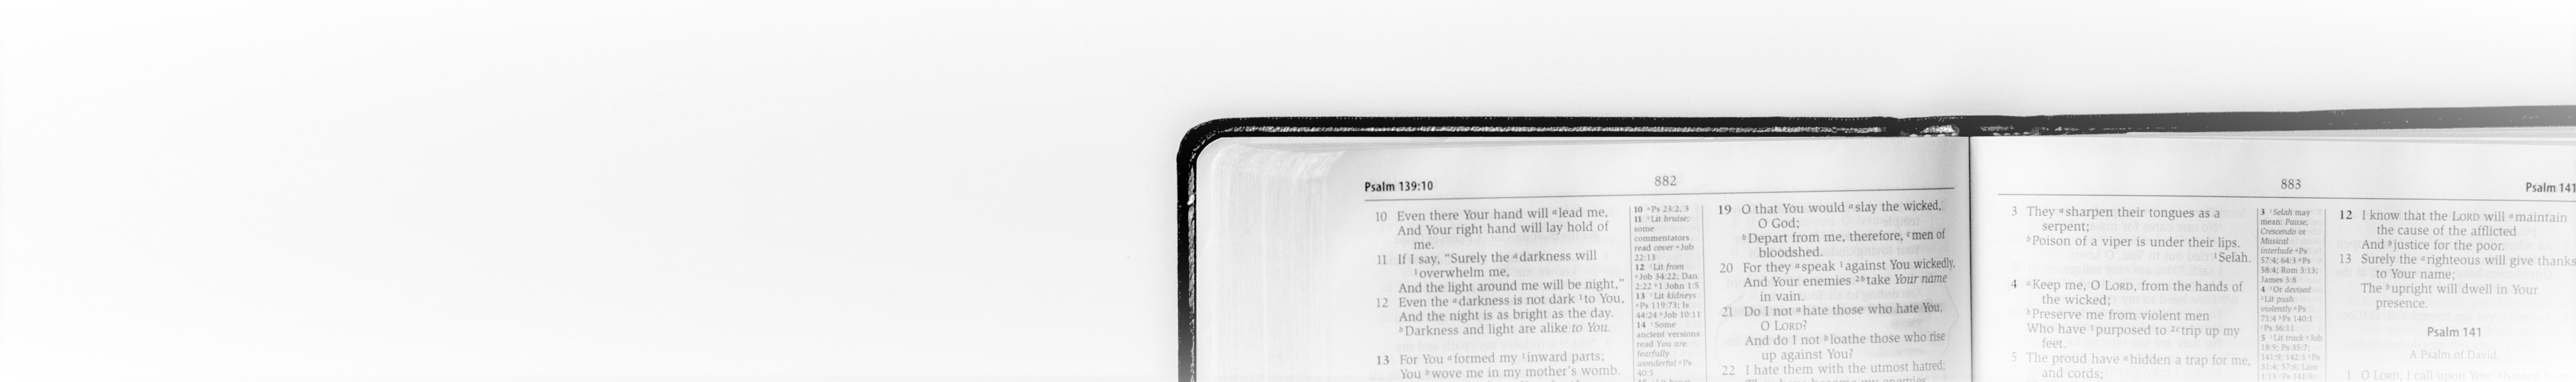 Psalm 139:10
882
10 Even there Your hand will ᵃlead me,
And Your right hand will lay hold of
me.
11 If I say, “Surely the ᵃdarkness will
¹overwhelm me,
And the light around me will be night,”
12 Even the ᵃdarkness is not dark ¹to You,
And the night is as bright as the day.
ᵇDarkness and light are alike to You.
13 For You ᵃformed my ¹inward parts;
You ᵇwove me in my mother’s womb.
10 ᵃPs 23:2, 3
11 ¹Lit bruise;
some
commentators
read cover ᵃJob
22:13
12 ¹Lit from
ᵃJob 34:22; Dan
2:22 ᵇ1 John 1:5
13 ¹Lit kidneys
ᵃPs 119:73; Is
44:24 ᵇJob 10:11
14 ¹Some
ancient versions
read You are
fearfully
wonderful ᵃPs
40:5
19 O that You would ᵃslay the wicked,
O God;
ᵇDepart from me, therefore, ᶜmen of
bloodshed.
20 For they ᵃspeak ¹against You wickedly,
And Your enemies ²ᵇtake Your name
in vain.
21 Do I not ᵃhate those who hate You,
O LORD?
And do I not ᵇloathe those who rise
up against You?
22 I hate them with the utmost hatred;
883
Psalm 141
3 They ᵃsharpen their tongues as a
serpent;
ᵇPoison of a viper is under their lips.
¹Selah.
4 ᵃKeep me, O LORD, from the hands of
the wicked;
ᵇPreserve me from violent men
Who have ¹purposed to ²ᶜtrip up my
feet.
5 The proud have ᵃhidden a trap for me,
and cords;
3 ¹Selah may
mean: Pause,
Crescendo or
Musical
interlude ᵃPs
57:4; 64:3 ᵇPs
58:4; Rom 3:13;
James 3:8
4 ¹Or devised
²Lit push
violently ᵃPs
71:4 ᵇPs 140:1
ᶜPs 36:11
5 ¹Lit track ᵃJob
18:9; Ps 35:7;
141:9; 142:3 ᵇPs
31:4; 57:6; Lam
1:13 ᶜPs 141:9
12 I know that the LORD will ᵃmaintain
the cause of the afflicted
And ᵇjustice for the poor.
13 Surely the ᵃrighteous will give thanks
to Your name;
The ᵇupright will dwell in Your
presence.
Psalm 141
A Psalm of David.
1 O LORD, I call upon You;